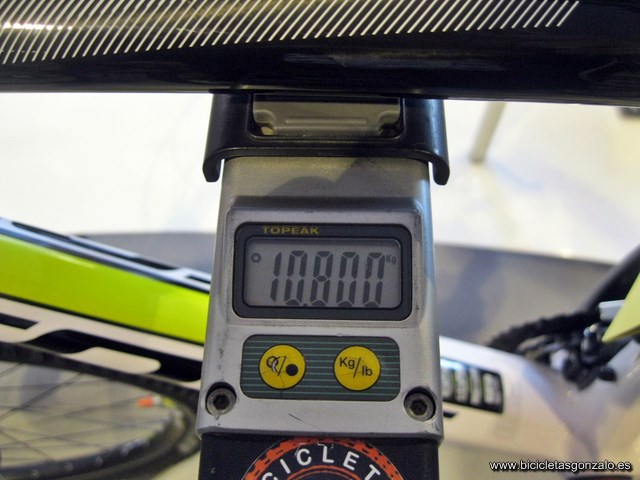 TOPEAK
10.800 Kg
Kg/lb
CICLET
www.bicicletasgonzalo.es